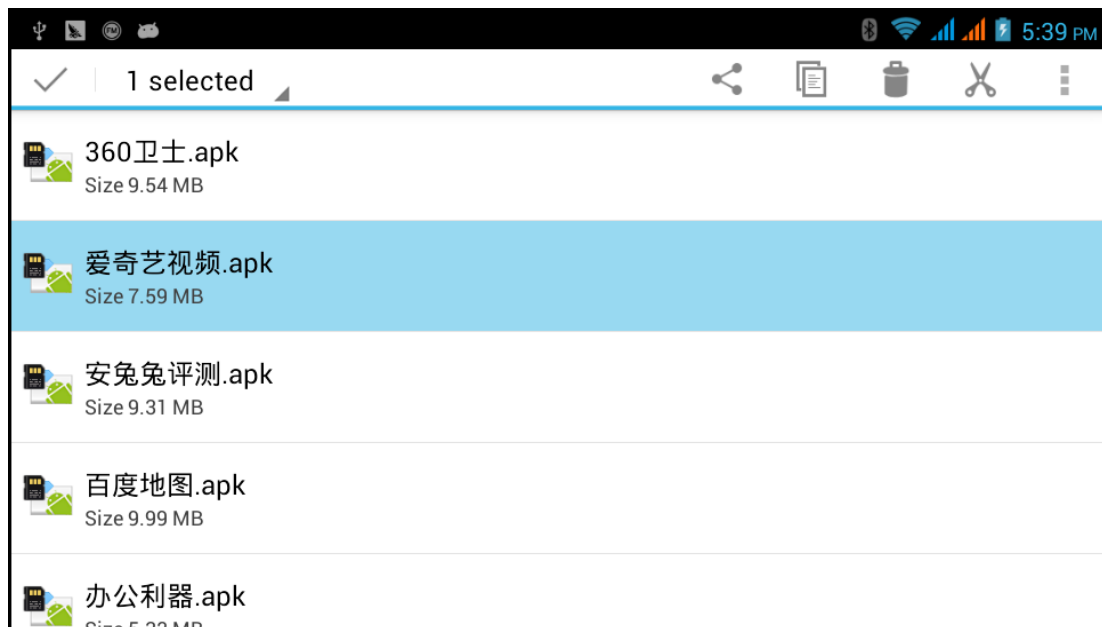 5:39 PM
1 selected
360卫士.apk
Size 9.54 MB
爱奇艺视频.apk
Size 7.59 MB
安兔兔评测.apk
Size 9.31 MB
百度地图.apk
Size 9.99 MB
办公利器.apk